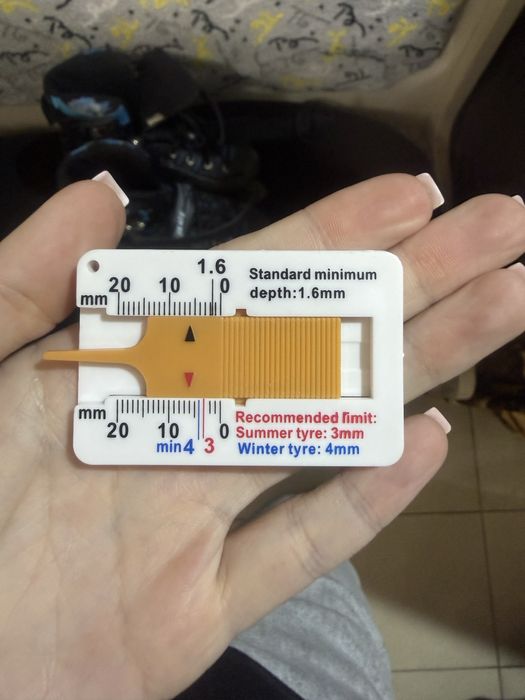 1.6
20 10 0
mm
Standard minimum
depth:1.6mm
mm
20 10 0
min4 3
Recommended limit:
Summer tyre: 3mm
Winter tyre: 4mm